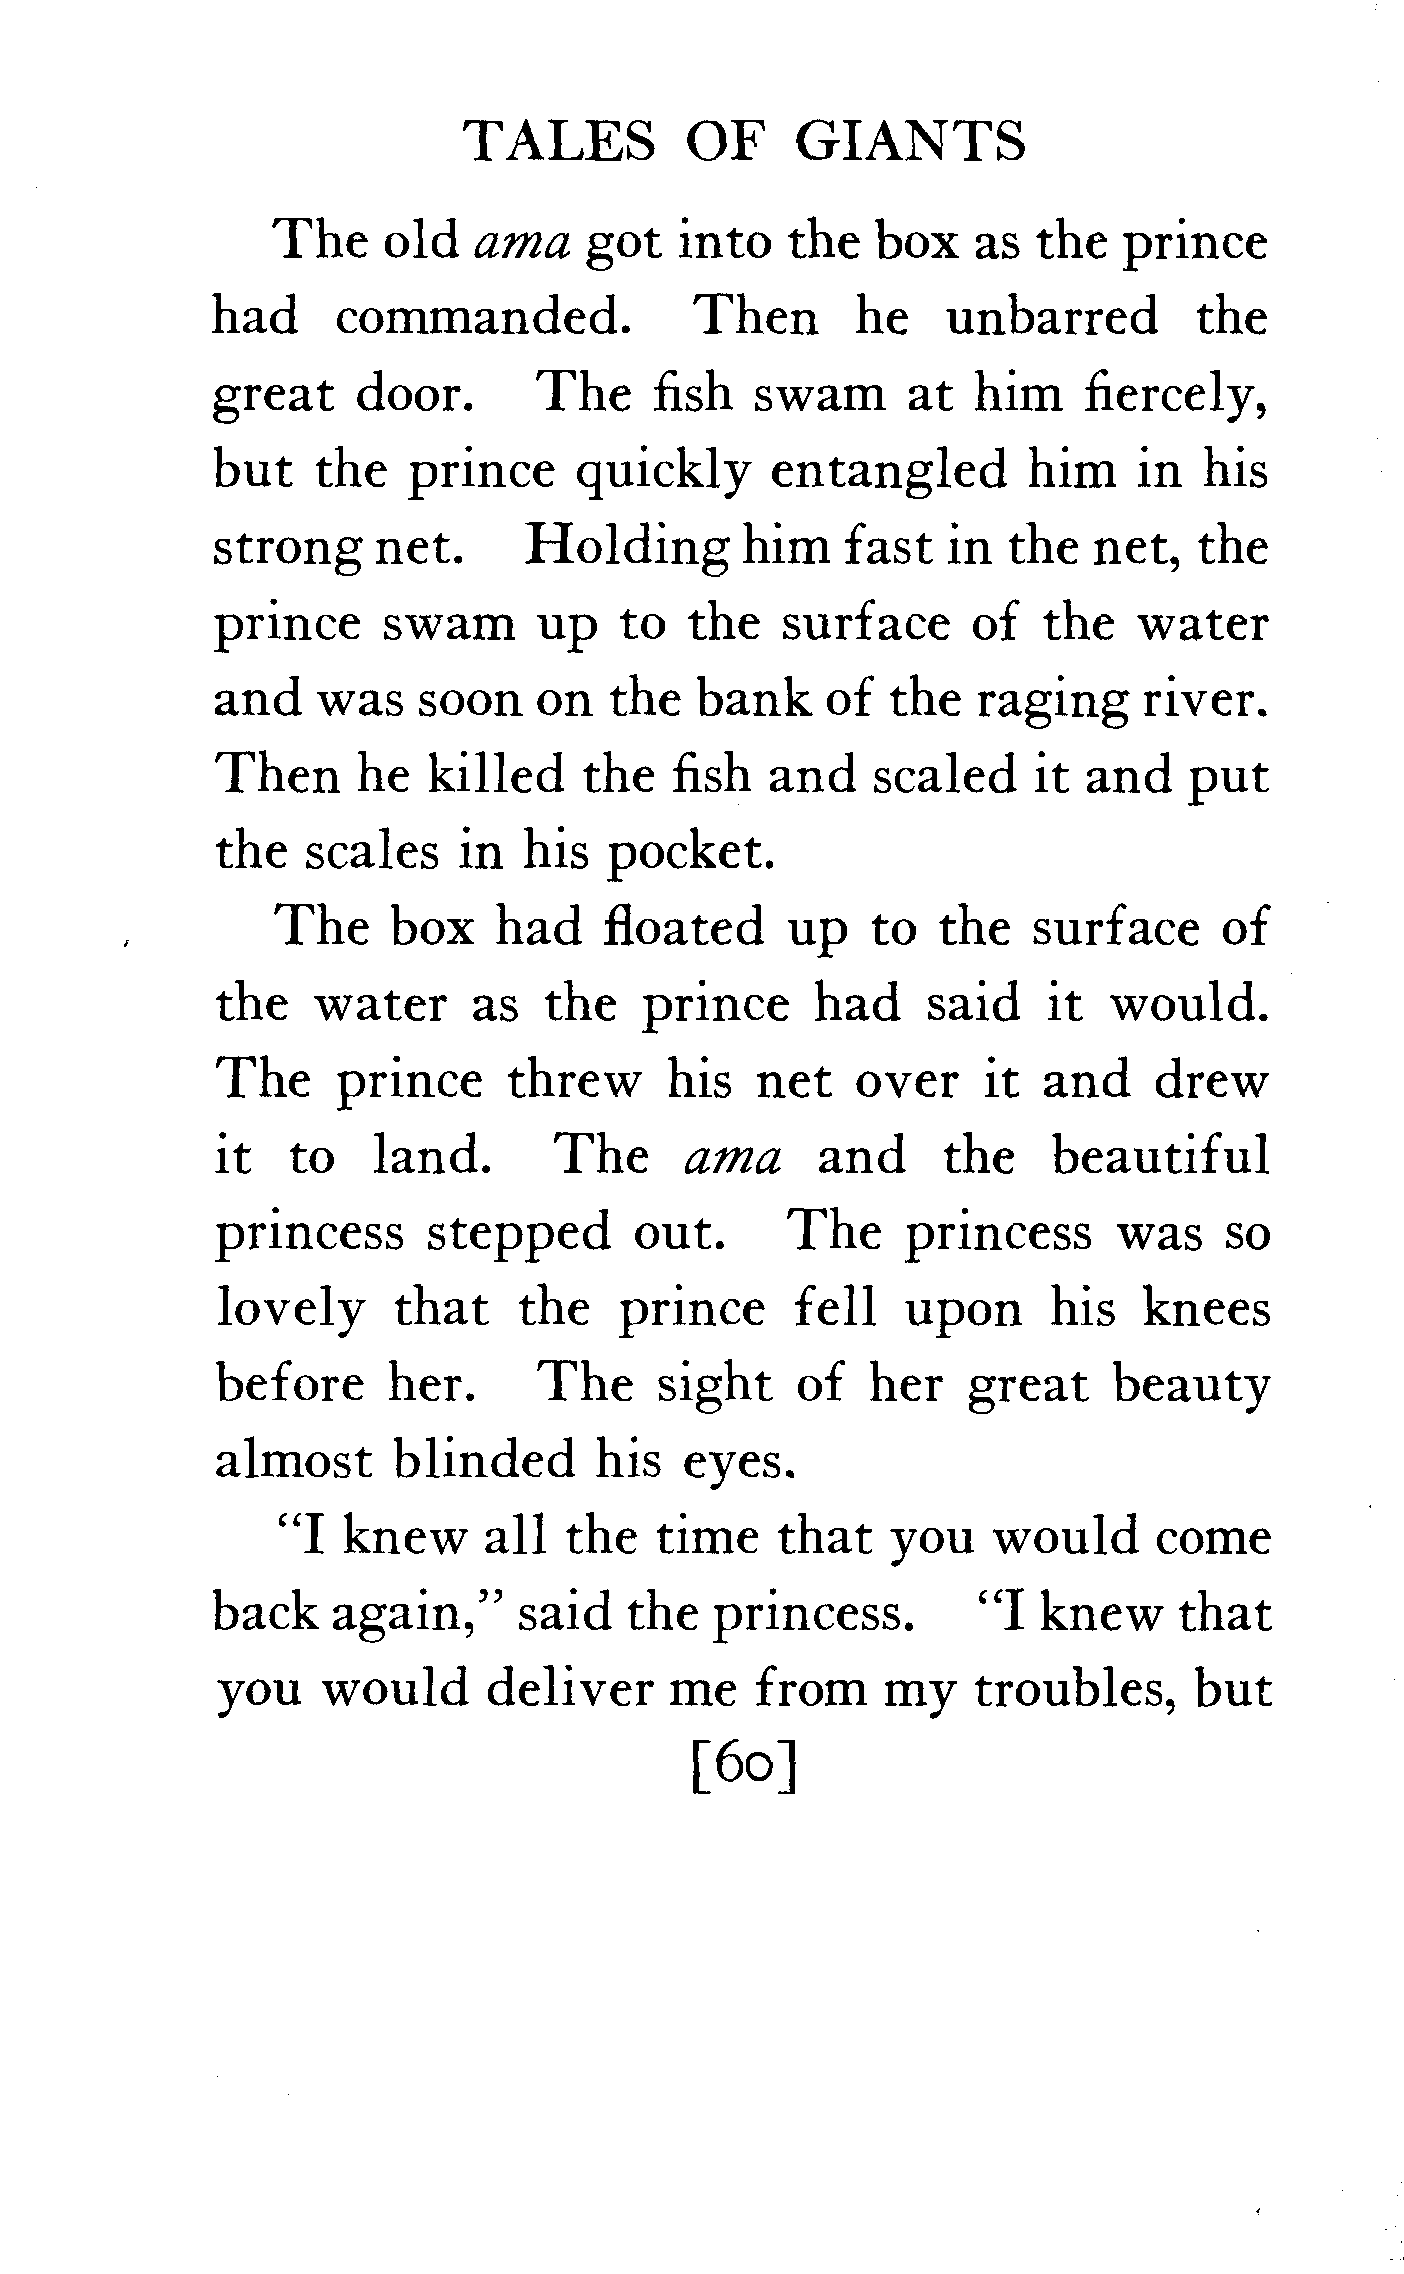 TALES OF GIANTS
The old ama got into the box as the prince
had commanded. Then he unbarred the
great door. The fish swam at him fiercely,
but the prince quickly entangled him in his
strong net. Holding him fast in the net, the
prince swam up to the surface of the water
and was soon on the bank of the raging river.
Then he killed the fish and scaled it and put
the scales in his pocket.
The box had floated up to the surface of
the water as the prince had said it would.
The prince threw his net over it and drew
it to land. The ama and the beautiful
princess stepped out. The princess was so
lovely that the prince fell upon his knees
before her. The sight of her great beauty
almost blinded his eyes.
"I knew all the time that you would come
back again," said the princess. "I knew that
you would deliver me from my troubles, but
[60]